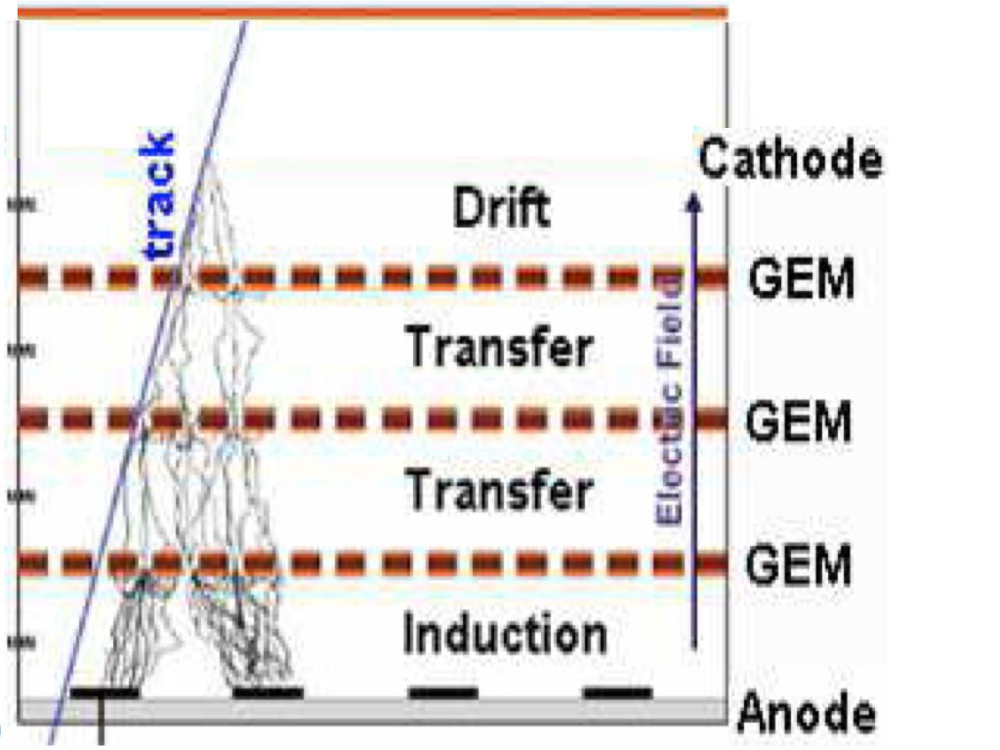 Cathode
track
Drift
GEM
Transfer
Electric Field
GEM
Transfer
GEM
Induction
Anode